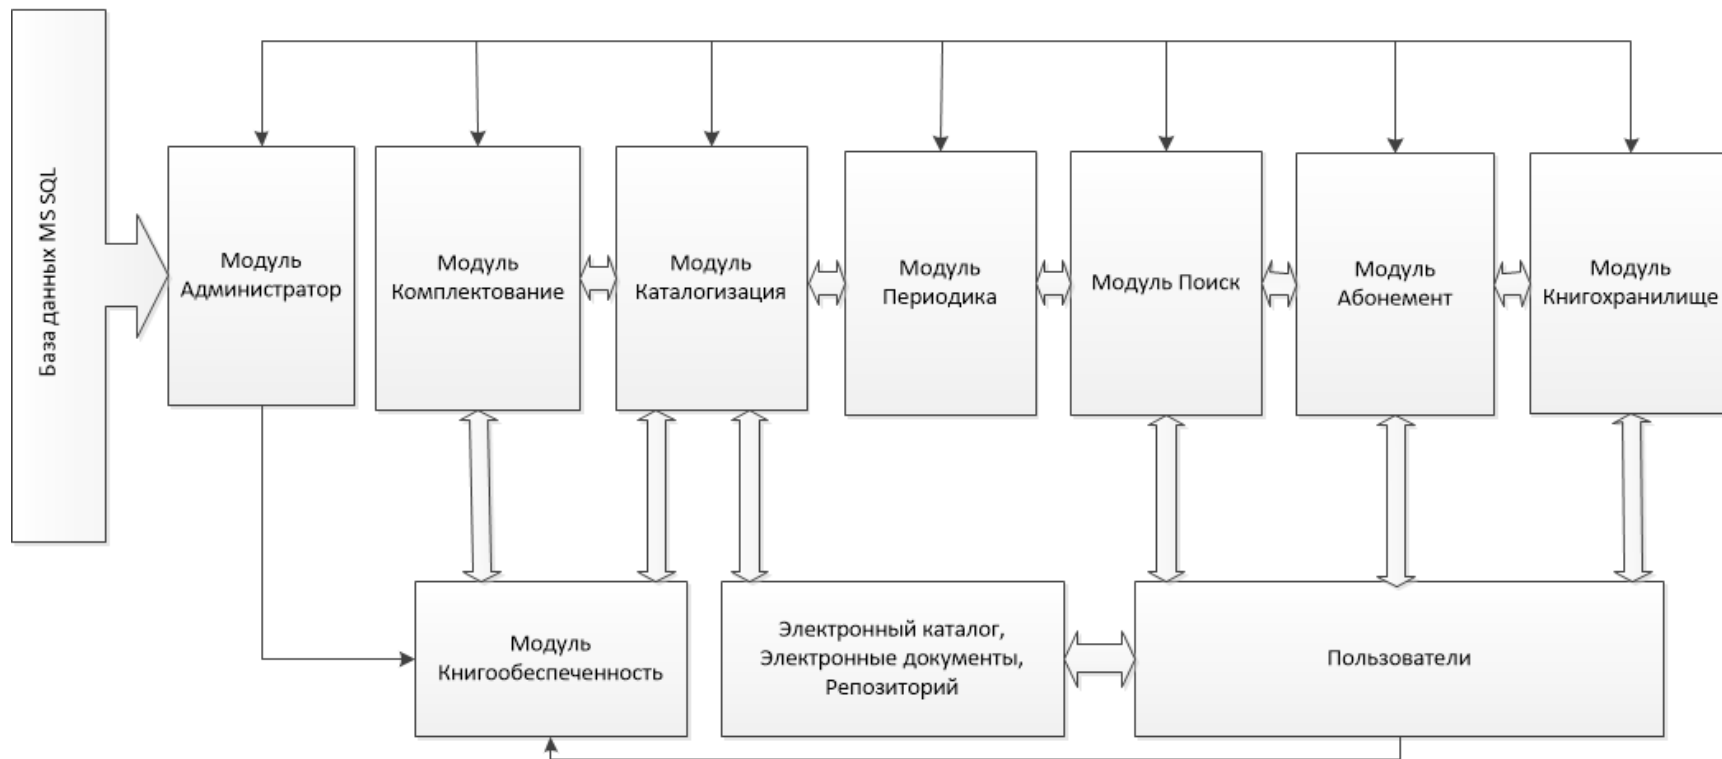 База данных MS SQL
Модуль
Администратор
Модуль
Комплектование
Модуль
Каталогизация
Модуль
Периодика
Модуль Поиск
Модуль
Абонемент
Модуль
Книгохранилище
Модуль
Книгообеспеченность
Электронный каталог,
Электронные документы,
Репозиторий
Пользователи